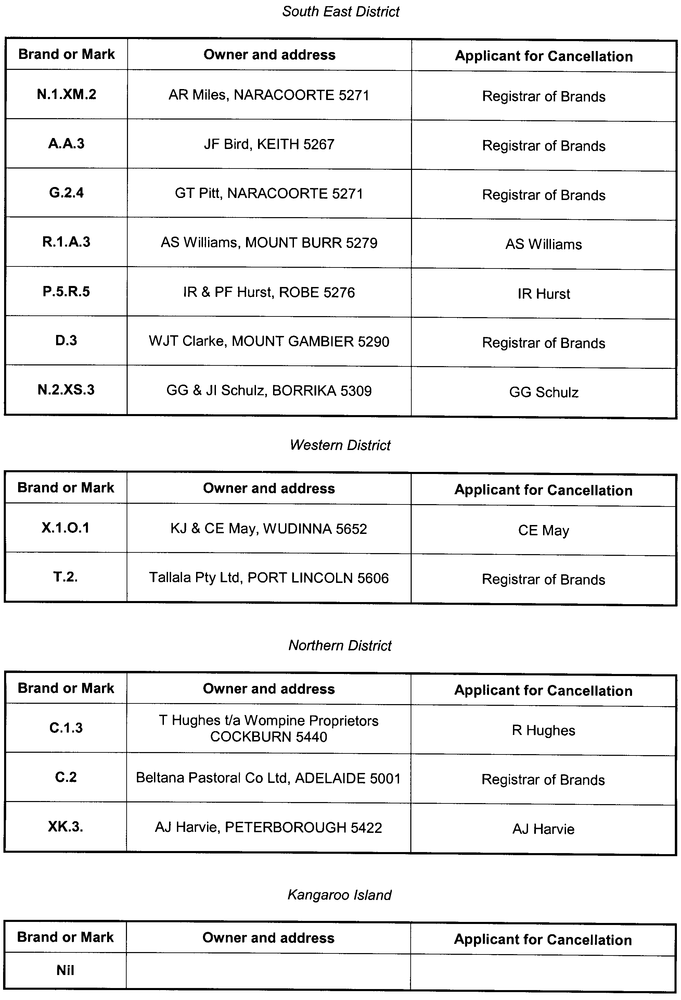 South East District
Brand or Mark Owner and address Applicant for Cancellation
N.1.XM.2 AR Miles, NARACOORTE 5271 Registrar of Brands
A.A.3 JF Bird, KEITH 5267 Registrar of Brands
G.2.4 GT Pitt, NARACOORTE 5271 Registrar of Brands
R.1.A.3 AS Williams, MOUNT BURR 5279 AS Williams
P.5.R.5 IR & PF Hurst, ROBE 5276 IR Hurst
D.3 WJT Clarke, MOUNT GAMBIER 5290 Registrar of Brands
N.2.XS.3 GG & JI Schulz, BORRIKA 5309 GG Schulz
Western District
Brand or Mark Owner and address Applicant for Cancellation
X.1.O.1 KJ & CE May, WUDINNA 5652 CE May
T.2. Tallala Pty Ltd, PORT LINCOLN 5606 Registrar of Brands
Northern District
Brand or Mark Owner and address Applicant for Cancellation
C.1.3 T Hughes t/a Wompine Proprietors
COCKBURN 5440 R Hughes
C.2 Beltana Pastoral Co Ltd, ADELAIDE 5001 Registrar of Brands
XK.3. AJ Harvie, PETERBOROUGH 5422 AJ Harvie
Kangaroo Island
Brand or Mark Owner and address Applicant for Cancellation
Nil